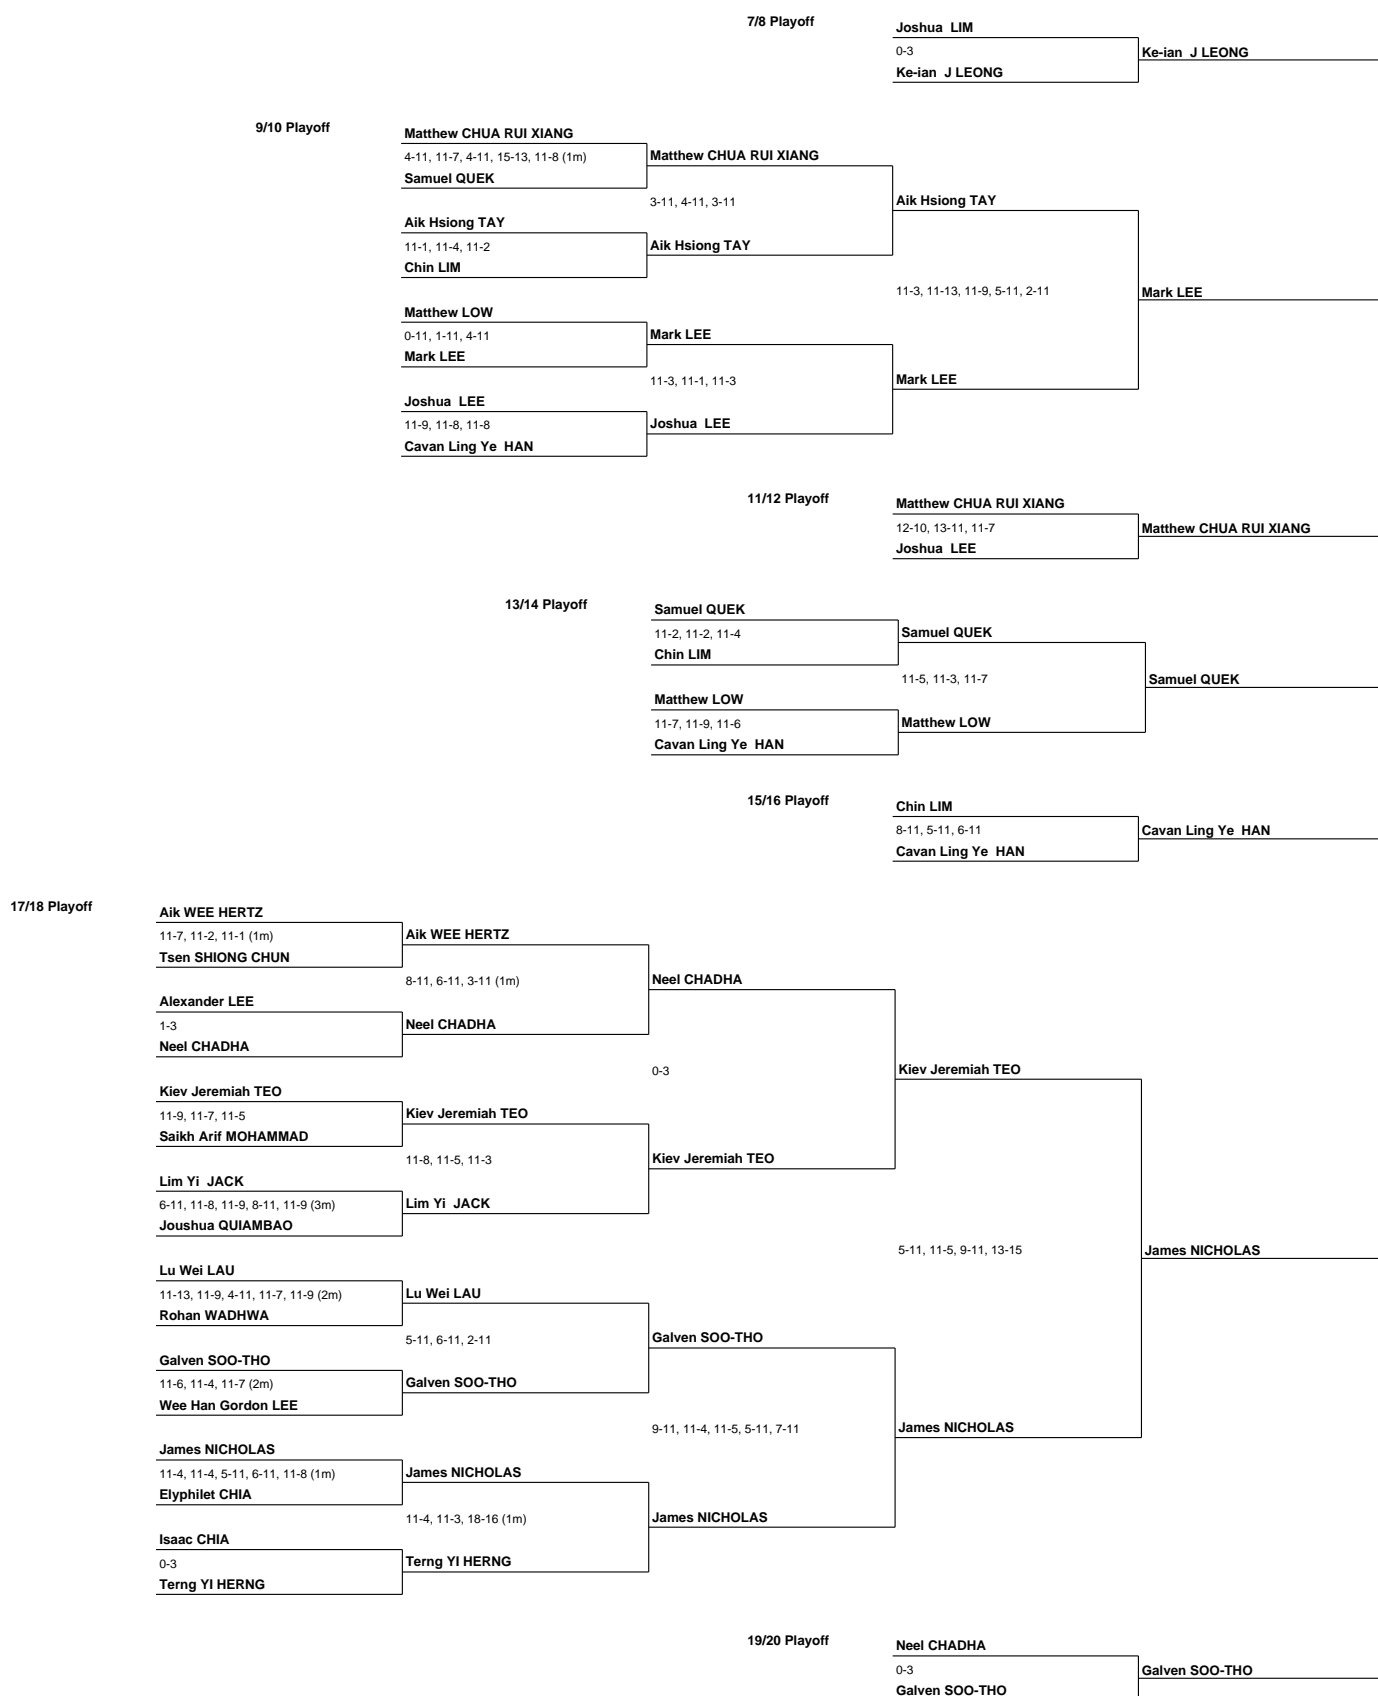 7/8 Playoff
Joshua  LIM
0-3
Ke-ian  J LEONG
Ke-ian  J LEONG
9/10 Playoff
Matthew CHUA RUI XIANG
4-11, 11-7, 4-11, 15-13, 11-8 (1m)
Matthew CHUA RUI XIANG
Samuel QUEK
3-11, 4-11, 3-11
Aik Hsiong TAY
Aik Hsiong TAY
11-1, 11-4, 11-2
Aik Hsiong TAY
Chin LIM
11-3, 11-13, 11-9, 5-11, 2-11
Mark LEE
Matthew LOW
0-11, 1-11, 4-11
Mark LEE
Mark LEE
11-3, 11-1, 11-3
Mark LEE
Joshua  LEE
11-9, 11-8, 11-8
Joshua  LEE
Cavan Ling Ye  HAN
11/12 Playoff
Matthew CHUA RUI XIANG
12-10, 13-11, 11-7
Matthew CHUA RUI XIANG
Joshua  LEE
13/14 Playoff
Samuel QUEK
11-2, 11-2, 11-4
Samuel QUEK
Chin LIM
11-5, 11-3, 11-7
Samuel QUEK
Matthew LOW
11-7, 11-9, 11-6
Matthew LOW
Cavan Ling Ye  HAN
15/16 Playoff
Chin LIM
8-11, 5-11, 6-11
Cavan Ling Ye  HAN
Cavan Ling Ye  HAN
17/18 Playoff
Aik WEE HERTZ
11-7, 11-2, 11-1 (1m)
Aik WEE HERTZ
Tsen SHIONG CHUN
8-11, 6-11, 3-11 (1m)
Neel CHADHA
Alexander LEE
1-3
Neel CHADHA
Neel CHADHA
0-3
Kiev Jeremiah TEO
Kiev Jeremiah TEO
11-9, 11-7, 11-5
Kiev Jeremiah TEO
Saikh Arif MOHAMMAD
11-8, 11-5, 11-3
Kiev Jeremiah TEO
Lim Yi  JACK
6-11, 11-8, 11-9, 8-11, 11-9 (3m)
Lim Yi  JACK
Joushua QUIAMBAO
5-11, 11-5, 9-11, 13-15
James NICHOLAS
Lu Wei LAU
11-13, 11-9, 4-11, 11-7, 11-9 (2m)
Lu Wei LAU
Rohan WADHWA
5-11, 6-11, 2-11
Galven SOO-THO
Galven SOO-THO
11-6, 11-4, 11-7 (2m)
Galven SOO-THO
Wee Han Gordon LEE
9-11, 11-4, 11-5, 5-11, 7-11
James NICHOLAS
James NICHOLAS
11-4, 11-4, 5-11, 6-11, 11-8 (1m)
James NICHOLAS
Elyphilet CHIA
11-4, 11-3, 18-16 (1m)
James NICHOLAS
Isaac CHIA
0-3
Terng YI HERNG
Terng YI HERNG
19/20 Playoff
Neel CHADHA
0-3
Galven SOO-THO
Galven SOO-THO